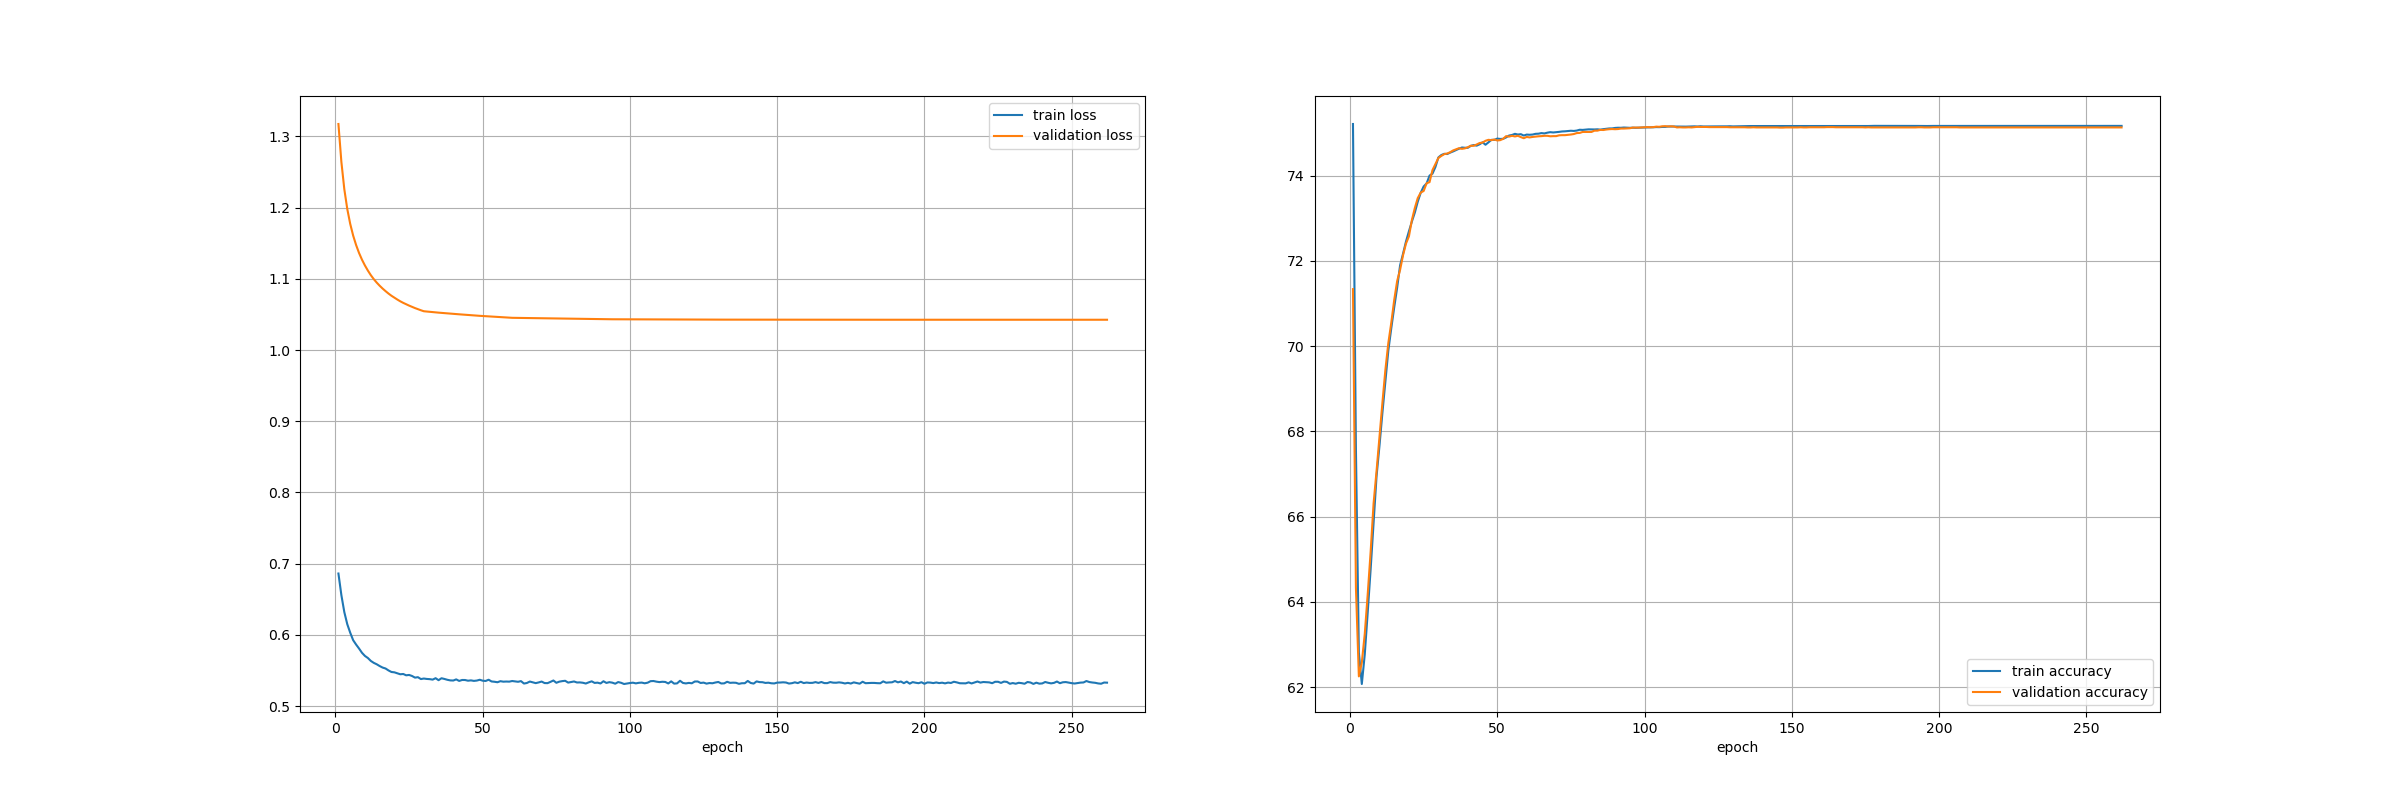 train loss
validation loss
1.3
1.2
1.1
1.0
0.9
0.8
0.7
0.6
0.5
0 50 100 150 200 250
epoch
74
72
70
68
66
64
62
train accuracy
validation accuracy
0 50 100 150 200 250
epoch